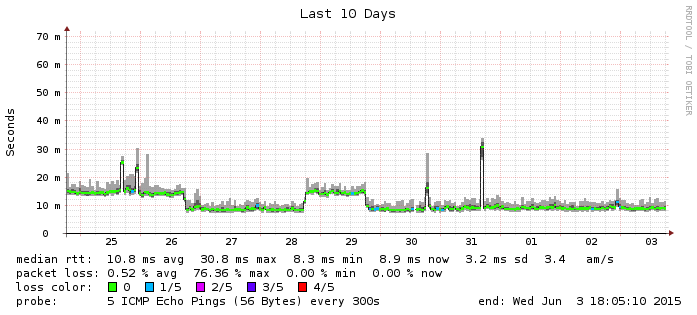 Last 10 Days
RRDTOOL / TOBI OETIKER
Seconds
70 m
60 m
50 m
40 m
30 m
20 m
10 m
0
25 26 27 28 29 30 31 01 02 03
median rtt: 10.8 ms avg 30.8 ms max 8.3 ms min 8.9 ms now 3.2 ms sd 3.4 am/s
packet loss: 0.52 % avg 76.36 % max 0.00 % min 0.00 % now
loss color: 0 1/5 2/5 3/5 4/5
probe: 5 ICMP Echo Pings (56 Bytes) every 300s end: Wed Jun 3 18:05:10 2015